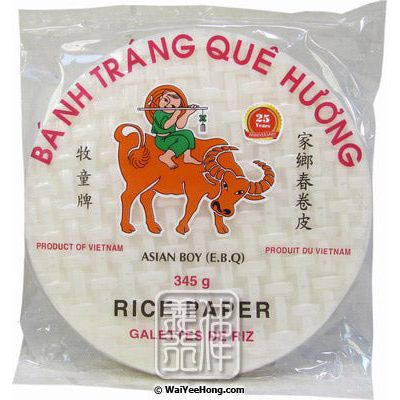 BÁNH TRÁNG QUÊ HƯƠNG
25
Years
牧童牌
家鄉春卷皮
PRODUCT OF VIETNAM
PRODUIT DU VIETNAM
ASIAN BOY (E.B.Q)
345 g
RICE PAPER
GALETTES DE RIZ
© WaiYeeHong.com